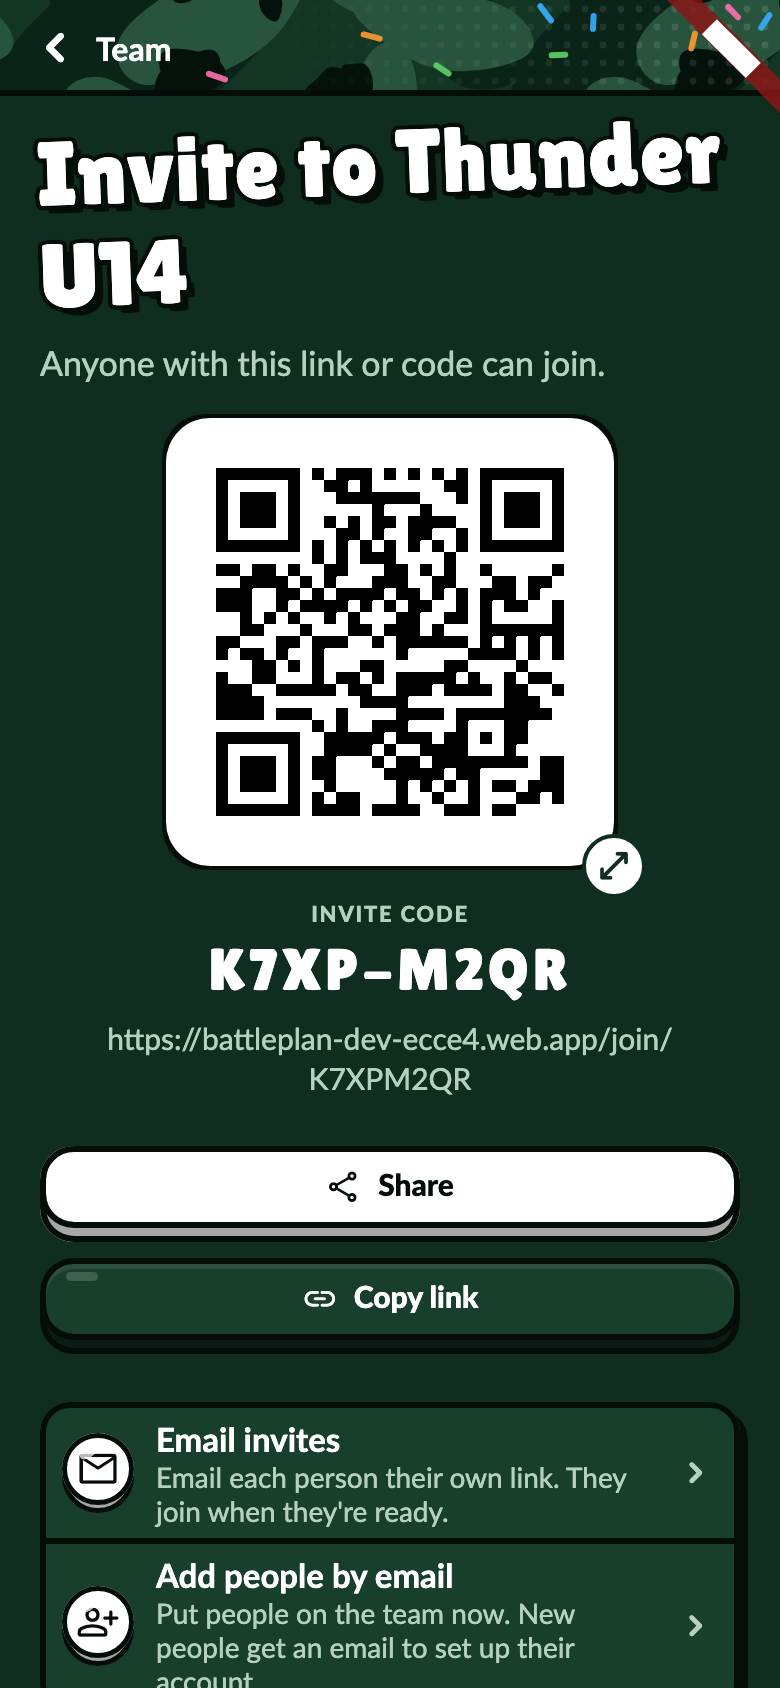 Team
Invite to Thunder
U14
Anyone with this link or code can join.
INVITE CODE
K7XP-M2QR
https://battleplan-dev-ecce4.web.app/join/
K7XPM2QR
Share
Copy link
Email invites
Email each person their own link. They
join when they're ready.
Add people by email
Put people on the team now. New
people get an email to set up their
account.